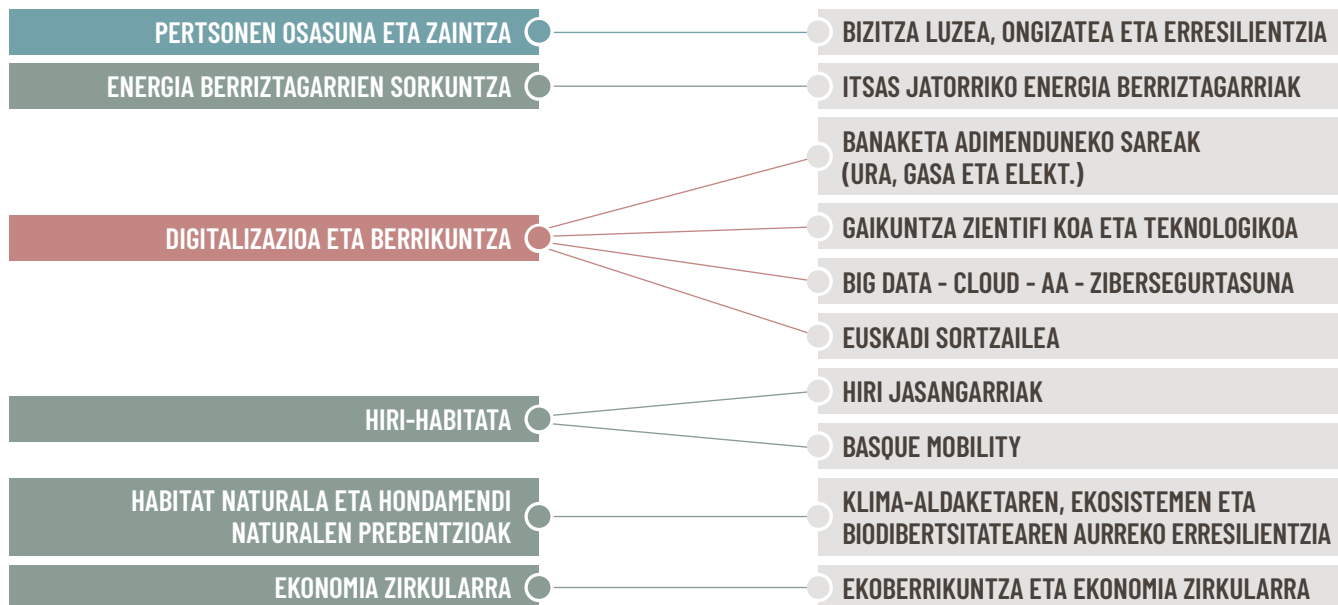 PERTSONEN OSASUNA ETA ZAINTZA
BIZITZA LUZEA, ONGIZATEA ETA ERRESILIENTZIA
ENERGIA BERRIZTAGARRIEN SORKUNTZA
ITSAS JATORRIKO ENERGIA BERRIZTAGARRIAK
BANAKETA ADIMENDUNEKO SAREAK
(URA, GASA ETA ELEKT.)
DIGITALIZAZIOA ETA BERRIKUNTZA
GAIKUNTZA ZIENTIFI KOA ETA TEKNOLOGIKOA
BIG DATA - CLOUD - AA - ZIBERSEGURTASUNA
EUSKADI SORTZAILEA
HIRI-HABITATA
HIRI JASANGARRIAK
BASQUE MOBILITY
HABITAT NATURALA ETA HONDAMENDI
NATURALEN PREBENTZIOAK
KLIMA-ALDAKETAREN, EKOSISTEMEN ETA
BIODIBERTSITATEAREN AURREKO ERRESILIENTZIA
EKONOMIA ZIRKULARRA
EKOBERRIKUNTZA ETA EKONOMIA ZIRKULARRA